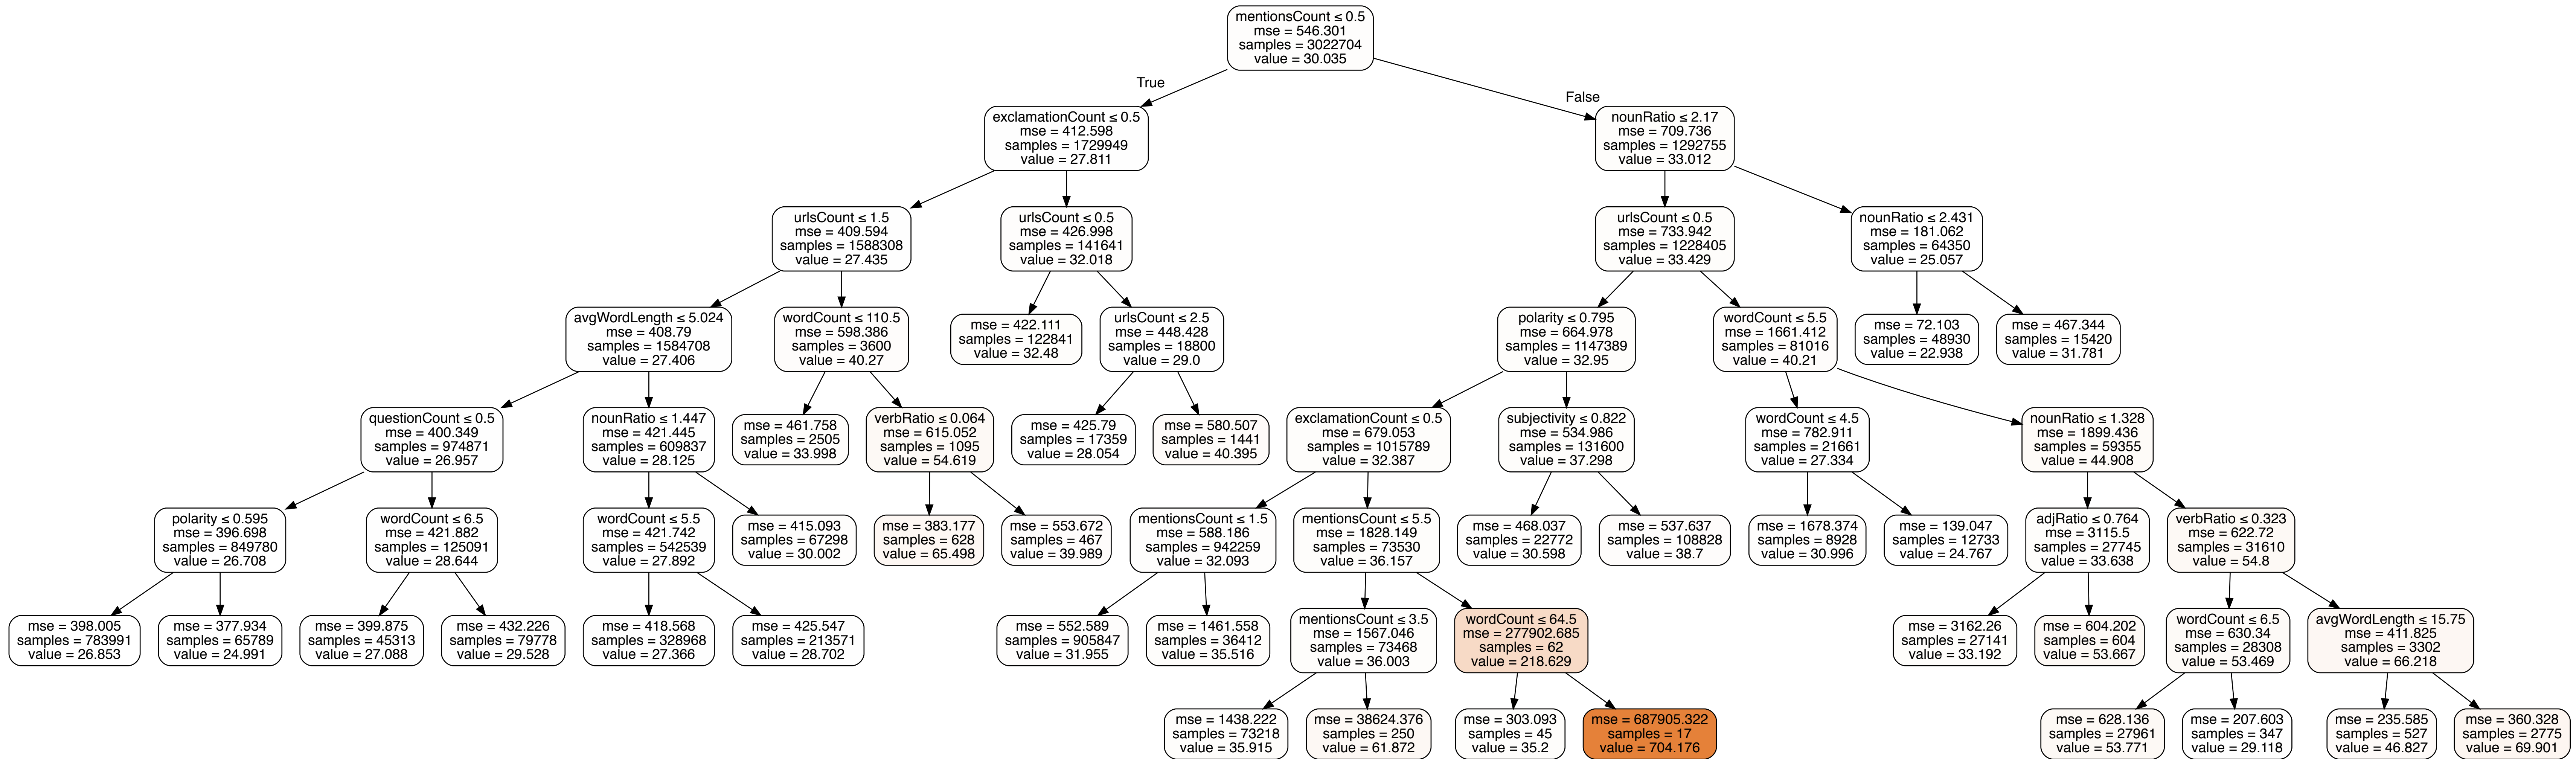 mentionsCount ≤ 0.5
mse = 546.301
samples = 3022704
value = 30.035
True
False
exclamationCount ≤ 0.5
mse = 412.598
samples = 1729949
value = 27.811
nounRatio ≤ 2.17
mse = 709.736
samples = 1292755
value = 33.012
urlsCount ≤ 1.5
mse = 409.594
samples = 1588308
value = 27.435
urlsCount ≤ 0.5
mse = 426.998
samples = 141641
value = 32.018
urlsCount ≤ 0.5
mse = 733.942
samples = 1228405
value = 33.429
nounRatio ≤ 2.431
mse = 181.062
samples = 64350
value = 25.057
avgWordLength ≤ 5.024
mse = 408.79
samples = 1584708
value = 27.406
wordCount ≤ 110.5
mse = 598.386
samples = 3600
value = 40.27
mse = 422.111
samples = 122841
value = 32.48
urlsCount ≤ 2.5
mse = 448.428
samples = 18800
value = 29.0
polarity ≤ 0.795
mse = 664.978
samples = 1147389
value = 32.95
wordCount ≤ 5.5
mse = 1661.412
samples = 81016
value = 40.21
mse = 72.103
samples = 48930
value = 22.938
mse = 467.344
samples = 15420
value = 31.781
questionCount ≤ 0.5
mse = 400.349
samples = 974871
value = 26.957
nounRatio ≤ 1.447
mse = 421.445
samples = 609837
value = 28.125
mse = 461.758
samples = 2505
value = 33.998
verbRatio ≤ 0.064
mse = 615.052
samples = 1095
value = 54.619
mse = 425.79
samples = 17359
value = 28.054
mse = 580.507
samples = 1441
value = 40.395
exclamationCount ≤ 0.5
mse = 679.053
samples = 1015789
value = 32.387
subjectivity ≤ 0.822
mse = 534.986
samples = 131600
value = 37.298
wordCount ≤ 4.5
mse = 782.911
samples = 21661
value = 27.334
nounRatio ≤ 1.328
mse = 1899.436
samples = 59355
value = 44.908
polarity ≤ 0.595
mse = 396.698
samples = 849780
value = 26.708
wordCount ≤ 6.5
mse = 421.882
samples = 125091
value = 28.644
wordCount ≤ 5.5
mse = 421.742
samples = 542539
value = 27.892
mse = 415.093
samples = 67298
value = 30.002
mse = 383.177
samples = 628
value = 65.498
mse = 553.672
samples = 467
value = 39.989
mentionsCount ≤ 1.5
mse = 588.186
samples = 942259
value = 32.093
mentionsCount ≤ 5.5
mse = 1828.149
samples = 73530
value = 36.157
mse = 468.037
samples = 22772
value = 30.598
mse = 537.637
samples = 108828
value = 38.7
mse = 1678.374
samples = 8928
value = 30.996
mse = 139.047
samples = 12733
value = 24.767
adjRatio ≤ 0.764
mse = 3115.5
samples = 27745
value = 33.638
verbRatio ≤ 0.323
mse = 622.72
samples = 31610
value = 54.8
mse = 398.005
samples = 783991
value = 26.853
mse = 377.934
samples = 65789
value = 24.991
mse = 399.875
samples = 45313
value = 27.088
mse = 432.226
samples = 79778
value = 29.528
mse = 418.568
samples = 328968
value = 27.366
mse = 425.547
samples = 213571
value = 28.702
mse = 552.589
samples = 905847
value = 31.955
mse = 1461.558
samples = 36412
value = 35.516
mentionsCount ≤ 3.5
mse = 1567.046
samples = 73468
value = 36.003
wordCount ≤ 64.5
mse = 277902.685
samples = 62
value = 218.629
mse = 3162.26
samples = 27141
value = 33.192
mse = 604.202
samples = 604
value = 53.667
wordCount ≤ 6.5
mse = 630.34
samples = 28308
value = 53.469
avgWordLength ≤ 15.75
mse = 411.825
samples = 3302
value = 66.218
mse = 1438.222
samples = 73218
value = 35.915
mse = 38624.376
samples = 250
value = 61.872
mse = 303.093
samples = 45
value = 35.2
mse = 687905.322
samples = 17
value = 704.176
mse = 628.136
samples = 27961
value = 53.771
mse = 207.603
samples = 347
value = 29.118
mse = 235.585
samples = 527
value = 46.827
mse = 360.328
samples = 2775
value = 69.901